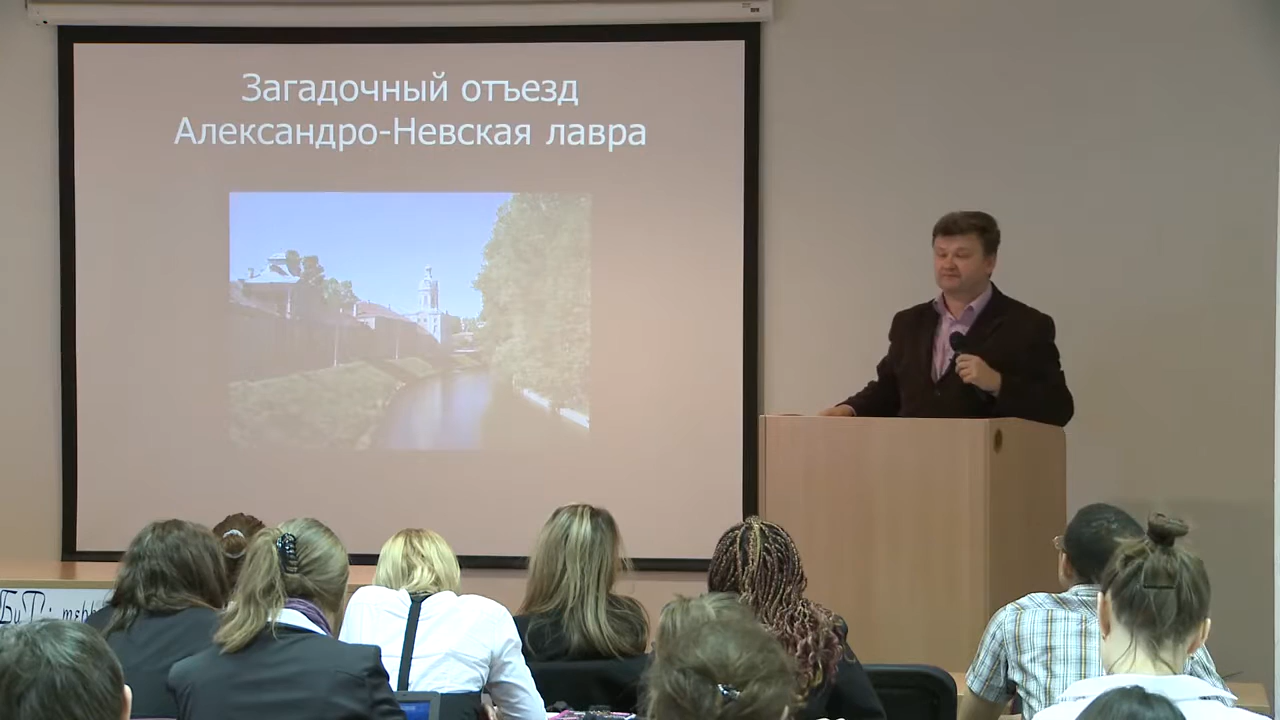 Загадочный отъезд
Александро-Невская лавра